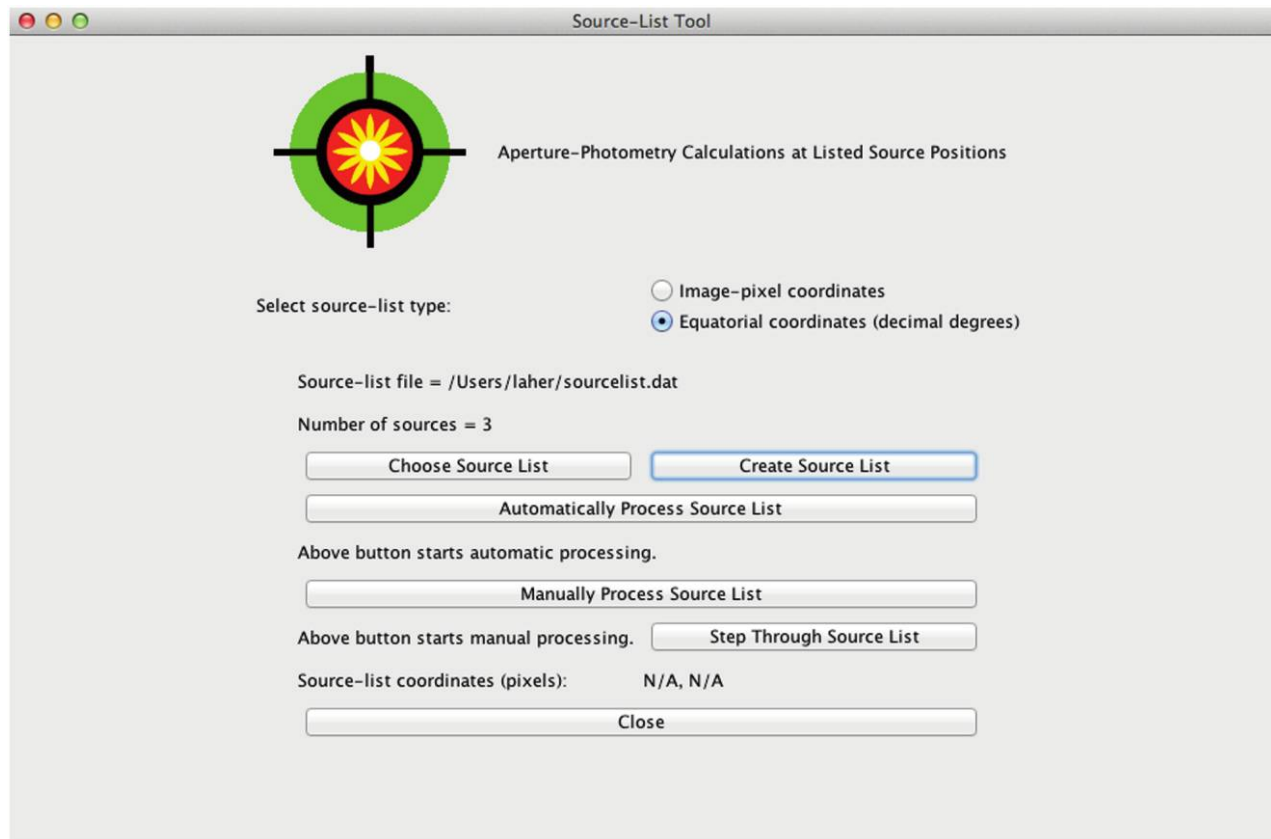 Source-List Tool
Aperture-Photometry Calculations at Listed Source Positions
Select source-list type:
Image-pixel coordinates
Equatorial coordinates (decimal degrees)
Source-list file = /Users/laher/sourcelist.dat
Number of sources = 3
Choose Source List
Create Source List
Automatically Process Source List
Above button starts automatic processing.
Manually Process Source List
Above button starts manual processing.
Step Through Source List
Source-list coordinates (pixels): N/A, N/A
Close